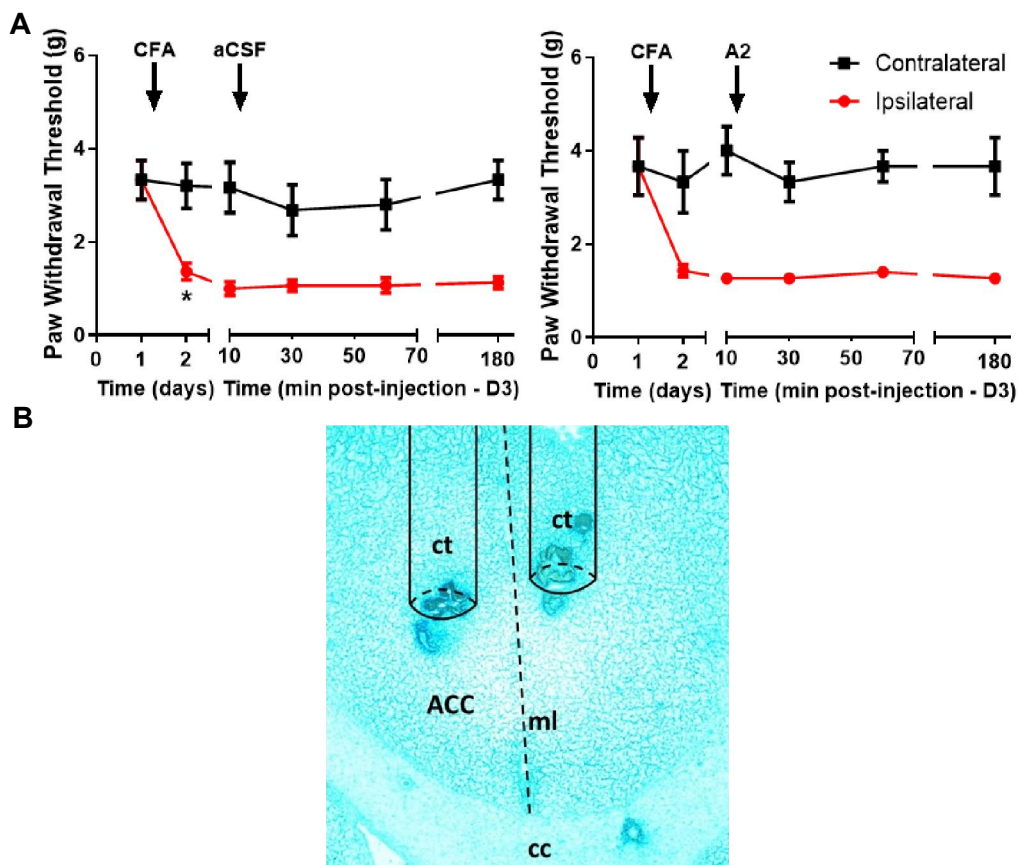 A
CFA
aCSF
Paw Withdrawal Threshold (g)
6
4
2
0
0
1
2
10
30
50
70
180
Time (days)
Time (min post-injection - D3)
CFA
A2
Contralateral
Ipsilateral
Paw Withdrawal Threshold (g)
6
4
2
0
0
1
2
10
30
50
70
180
Time (days)
Time (min post-injection - D3)
*
B
ct
ct
ACC
ml
cc